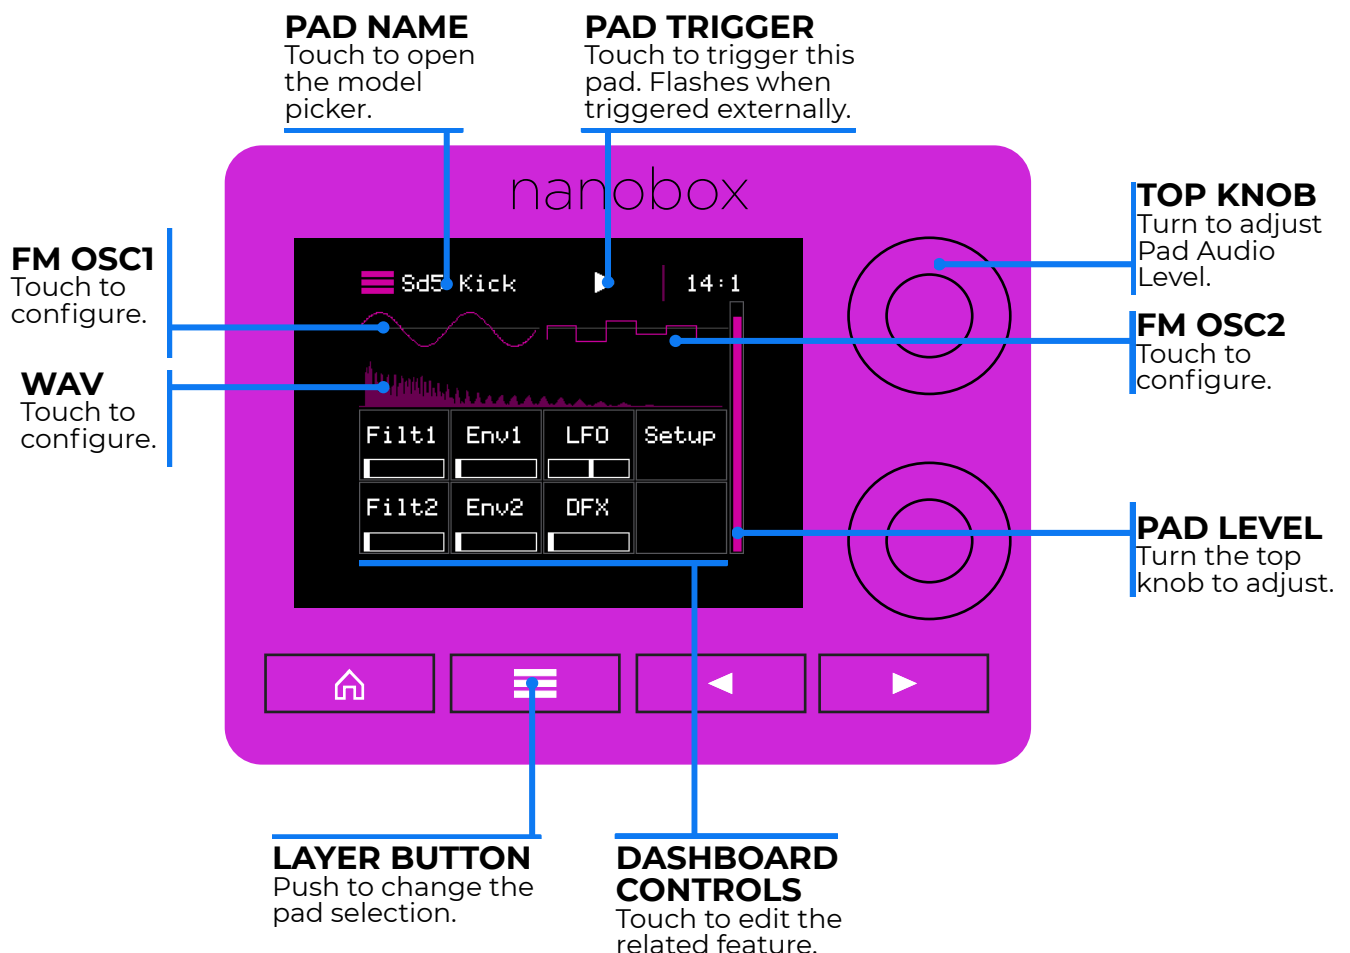 PAD NAME
Touch to open
the model
picker.
PAD TRIGGER
Touch to trigger this
pad. Flashes when
triggered externally.
nanobox
TOP KNOB
Turn to adjust
Pad Audio
Level.
FM OSC1
Touch to
configure.
Sd5 Kick
14:1
FM OSC2
Touch to
configure.
WAV
Touch to
configure.
Filt1 Env1 LFO Setup
Filt2 Env2 DFX
PAD LEVEL
Turn the top
knob to adjust.
LAYER BUTTON
Push to change the
pad selection.
DASHBOARD
CONTROLS
Touch to edit the
related feature.